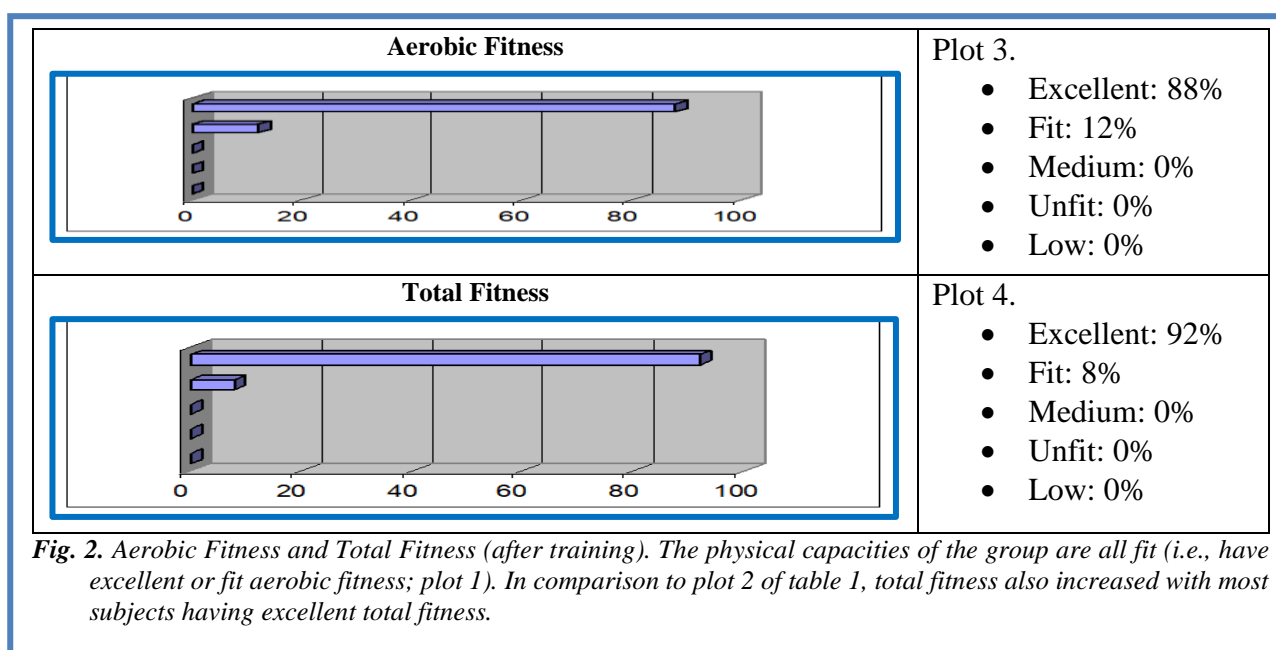 Aerobic Fitness
0 20 40 60 80 100
Plot 3.
• Excellent: 88%
• Fit: 12%
• Medium: 0%
• Unfit: 0%
• Low: 0%
Total Fitness
0 20 40 60 80 100
Plot 4.
• Excellent: 92%
• Fit: 8%
• Medium: 0%
• Unfit: 0%
• Low: 0%
Fig. 2. Aerobic Fitness and Total Fitness (after training). The physical capacities of the group are all fit (i.e., have
excellent or fit aerobic fitness; plot 1). In comparison to plot 2 of table 1, total fitness also increased with most
subjects having excellent total fitness.